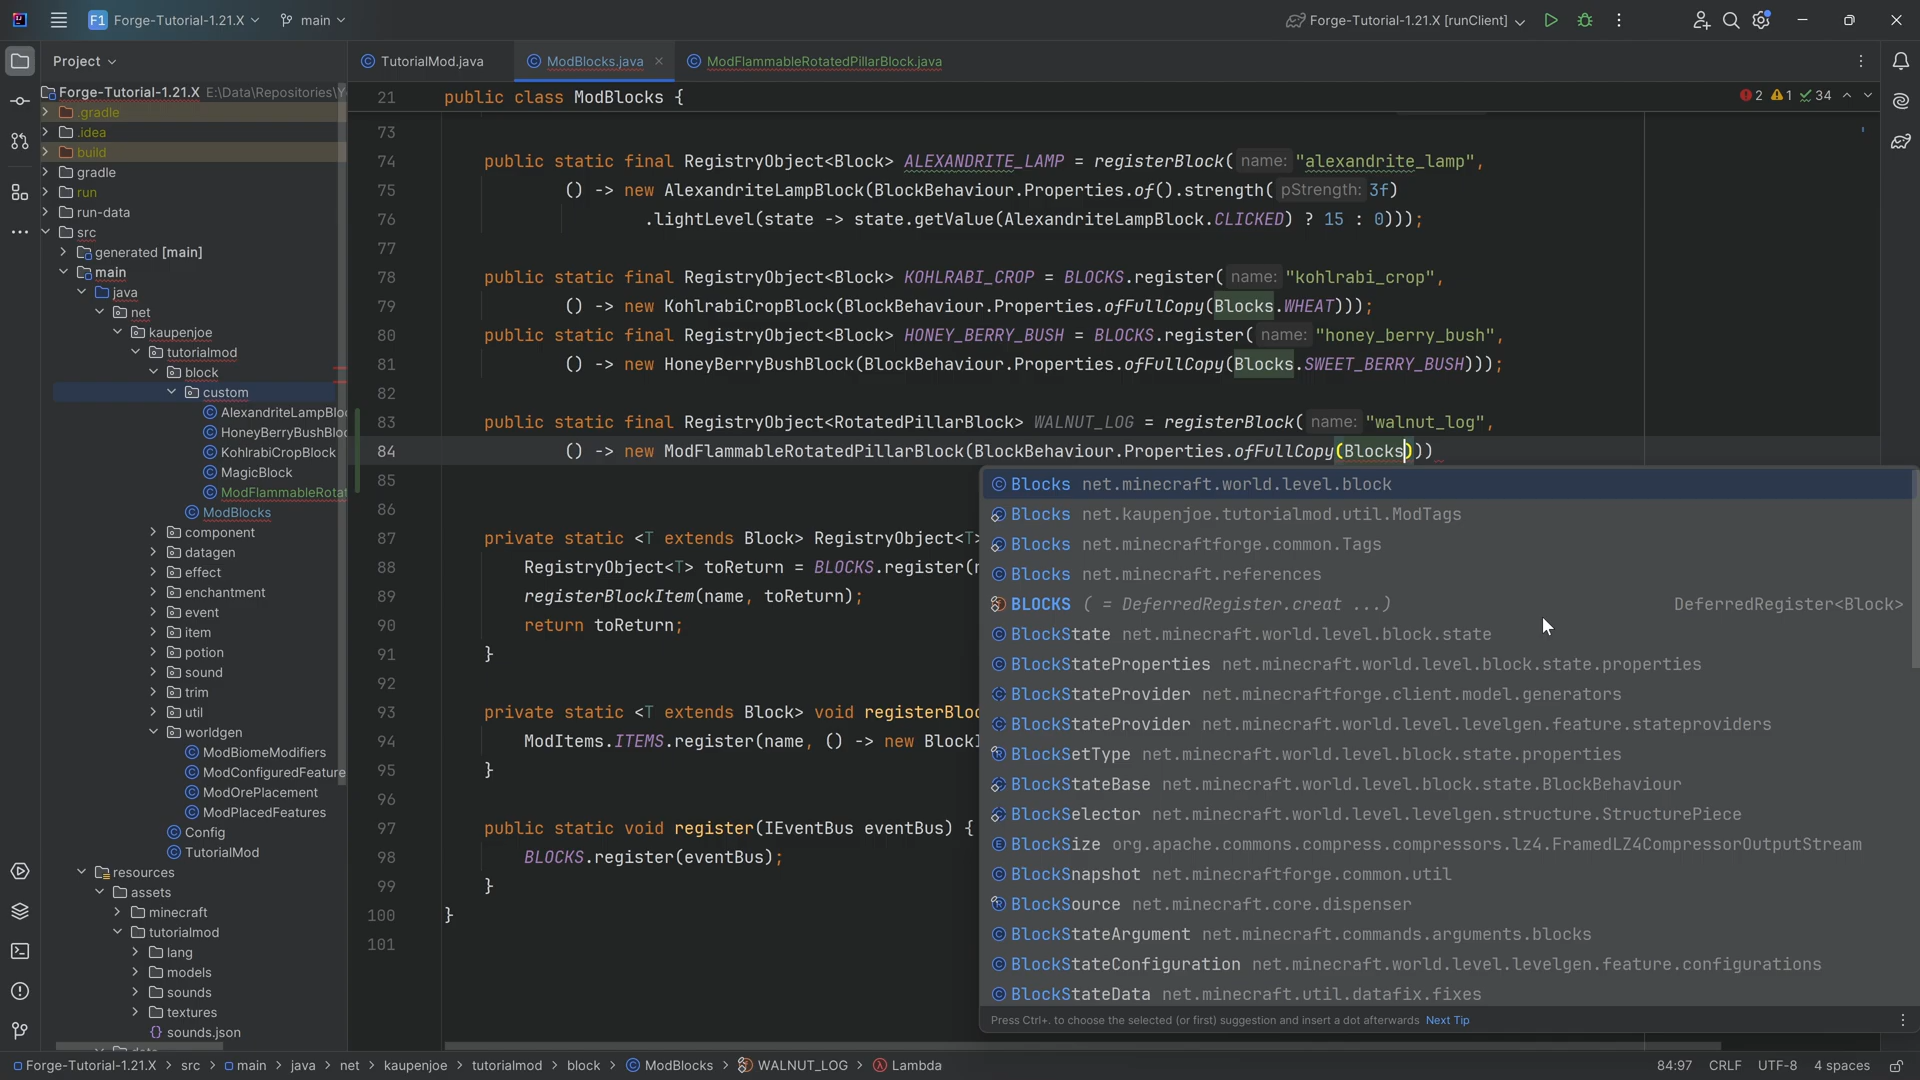 F1 Forge-Tutorial-1.21.X main Forge-Tutorial-1.21.X [runClient]
Project
TutorialMod.java ModBlocks.java ModFlammableRotatedPillarBlock.java
Forge-Tutorial-1.21.X E:\Data\Repositories\Y
.gradle
.idea
build
gradle
run
run-data
src
generated [main]
main
java
net
kaupenjoe
tutorialmod
block
custom
AlexandriteLampBloc
HoneyBerryBushBloc
KohlrabiCropBlock
MagicBlock
ModFlammableRotat
ModBlocks
component
datagen
effect
enchantment
event
item
potion
sound
trim
util
worldgen
ModBiomeModifiers
ModConfiguredFeature
ModOrePlacement
ModPlacedFeatures
Config
TutorialMod
resources
assets
minecraft
tutorialmod
lang
models
sounds
textures
sounds.json
21 public class ModBlocks { 2 1 34
73
74 public static final RegistryObject<Block> ALEXANDRITE_LAMP = registerBlock( name: "alexandrite_lamp",
75 () -> new AlexandriteLampBlock(BlockBehaviour.Properties.of().strength( pStrength: 3f)
76 .lightLevel(state -> state.getValue(AlexandriteLampBlock.CLICKED) ? 15 : 0)));
77
78 public static final RegistryObject<Block> KOHLRABI_CROP = BLOCKS.register( name: "kohlrabi_crop",
79 () -> new KohlrabiCropBlock(BlockBehaviour.Properties.ofFullCopy(Blocks.WHEAT)));
80 public static final RegistryObject<Block> HONEY_BERRY_BUSH = BLOCKS.register( name: "honey_berry_bush",
81 () -> new HoneyBerryBushBlock(BlockBehaviour.Properties.ofFullCopy(Blocks.SWEET_BERRY_BUSH)));
82
83 public static final RegistryObject<RotatedPillarBlock> WALNUT_LOG = registerBlock( name: "walnut_log",
84 () -> new ModFlammableRotatedPillarBlock(BlockBehaviour.Properties.ofFullCopy(Blocks)))
85
86
87 private static <T extends Block> RegistryObject<T>
88 RegistryObject<T> toReturn = BLOCKS.register(n
89 registerBlockItem(name, toReturn);
90 return toReturn;
91 }
92
93 private static <T extends Block> void registerBloc
94 ModItems.ITEMS.register(name, () -> new BlockI
95 }
96
97 public static void register(IEventBus eventBus) {
98 BLOCKS.register(eventBus);
99 }
100 }
101
Blocks net.minecraft.world.level.block
Blocks net.kaupenjoe.tutorialmod.util.ModTags
Blocks net.minecraftforge.common.Tags
Blocks net.minecraft.references
BLOCKS ( = DeferredRegister.creat ...) DeferredRegister<Block>
BlockState net.minecraft.world.level.block.state
BlockStateProperties net.minecraft.world.level.block.state.properties
BlockStateProvider net.minecraftforge.client.model.generators
BlockStateProvider net.minecraft.world.level.levelgen.feature.stateproviders
BlockSetType net.minecraft.world.level.block.state.properties
BlockStateBase net.minecraft.world.level.block.state.BlockBehaviour
BlockSelector net.minecraft.world.level.levelgen.structure.StructurePiece
BlockSize org.apache.commons.compress.compressors.lz4.FramedLZ4CompressorOutputStream
BlockSnapshot net.minecraftforge.common.util
BlockSource net.minecraft.core.dispenser
BlockStateArgument net.minecraft.commands.arguments.blocks
BlockStateConfiguration net.minecraft.world.level.levelgen.feature.configurations
BlockStateData net.minecraft.util.datafix.fixes
Press Ctrl+. to choose the selected (or first) suggestion and insert a dot afterwards Next Tip
Forge-Tutorial-1.21.X > src > main > java > net > kaupenjoe > tutorialmod > block > ModBlocks > WALNUT_LOG > Lambda 84:97 CRLF UTF-8 4 spaces